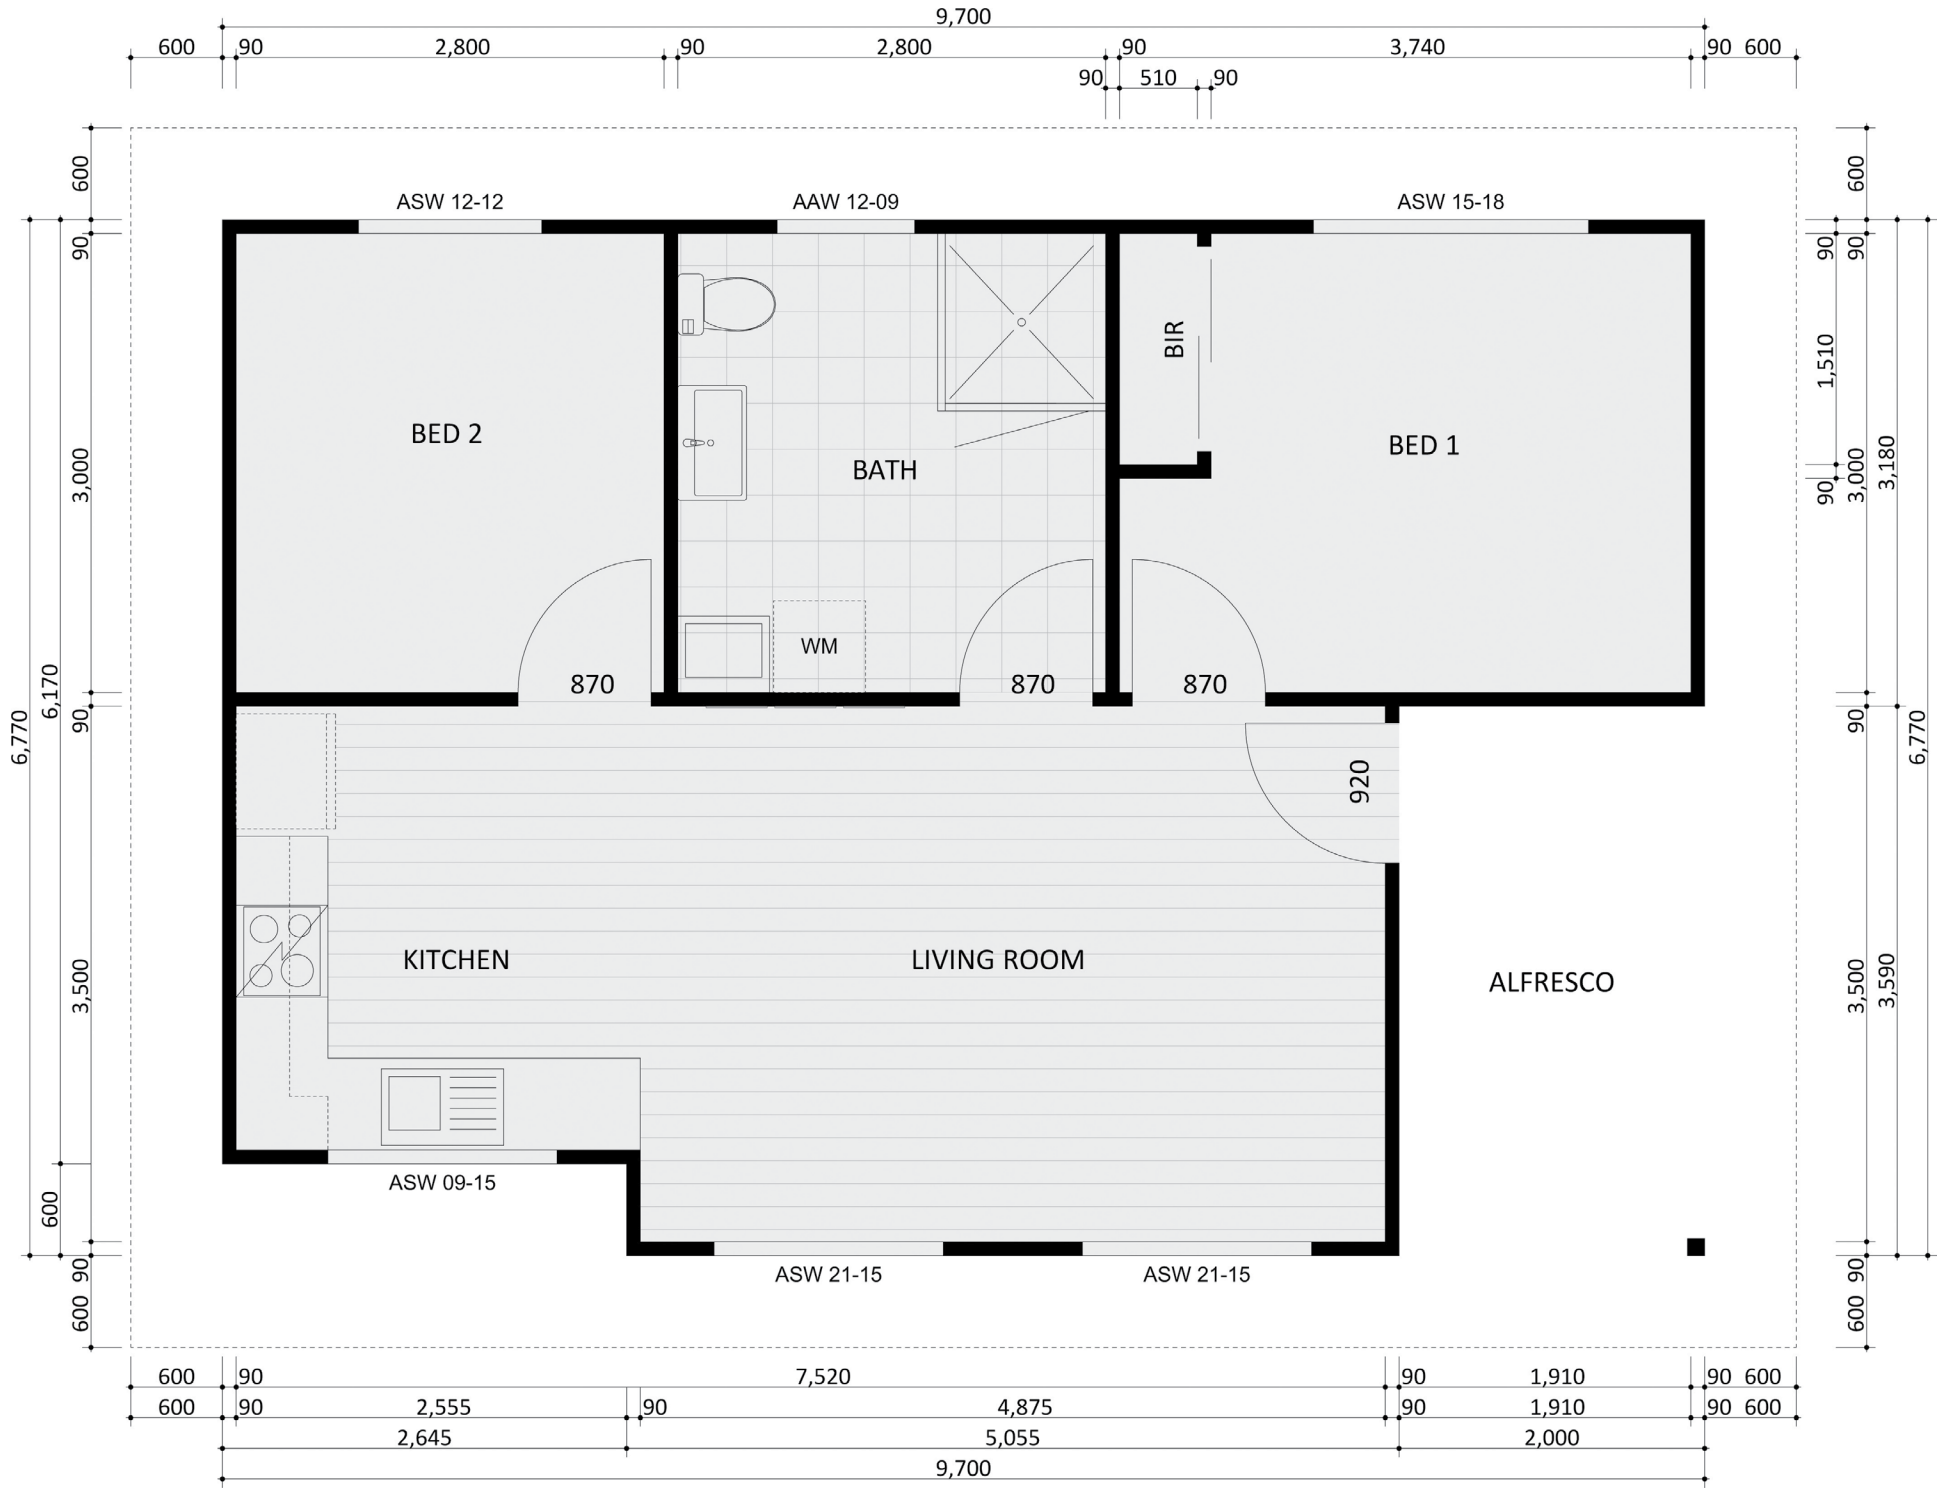 9,700
600 90 2,800 90 2,800 90 3,740 90 600
90 510 90
600
600
ASW 12-12
AAW 12-09
ASW 15-18
90
90
90
BIR
1,510
BED 2
BED 1
BATH
3,000
90
3,000
3,180
WM
870
870
870
6,770
6,170
90
90
6,770
920
KITCHEN
LIVING ROOM
ALFRESCO
3,500
3,500
3,590
ASW 09-15
600
ASW 21-15
ASW 21-15
90
90
600
600
600 90 7,520 90 1,910 90 600
600 90 2,555 90 4,875 90 1,910 90 600
2,645 5,055 2,000
9,700